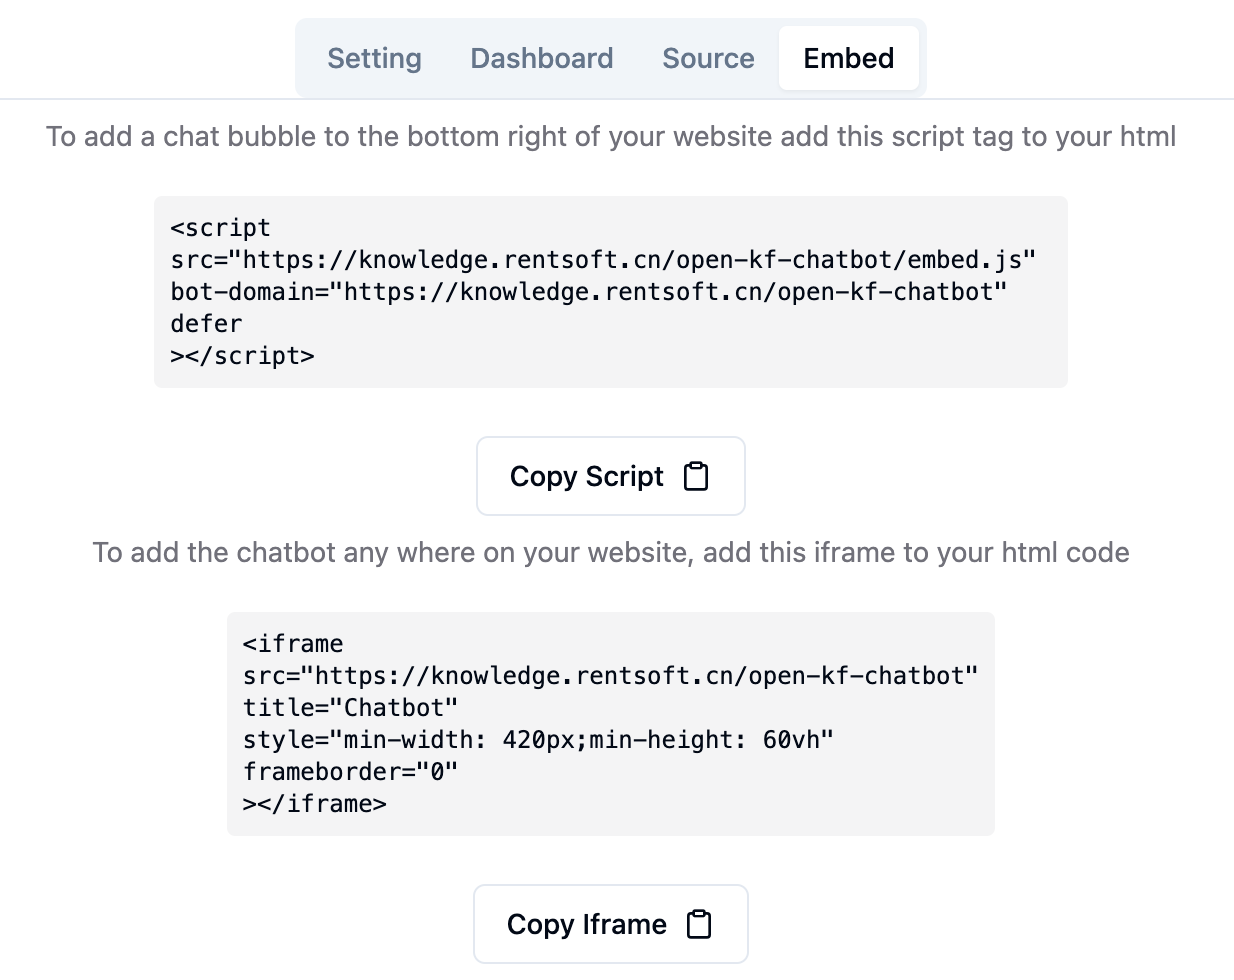 Setting Dashboard Source Embed
To add a chat bubble to the bottom right of your website add this script tag to your html
<script
src="https://knowledge.rentsoft.cn/open-kf-chatbot/embed.js"
bot-domain="https://knowledge.rentsoft.cn/open-kf-chatbot"
defer
></script>
Copy Script
To add the chatbot any where on your website, add this iframe to your html code
<iframe
src="https://knowledge.rentsoft.cn/open-kf-chatbot"
title="Chatbot"
style="min-width: 420px;min-height: 60vh"
frameborder="0"
></iframe>
Copy Iframe